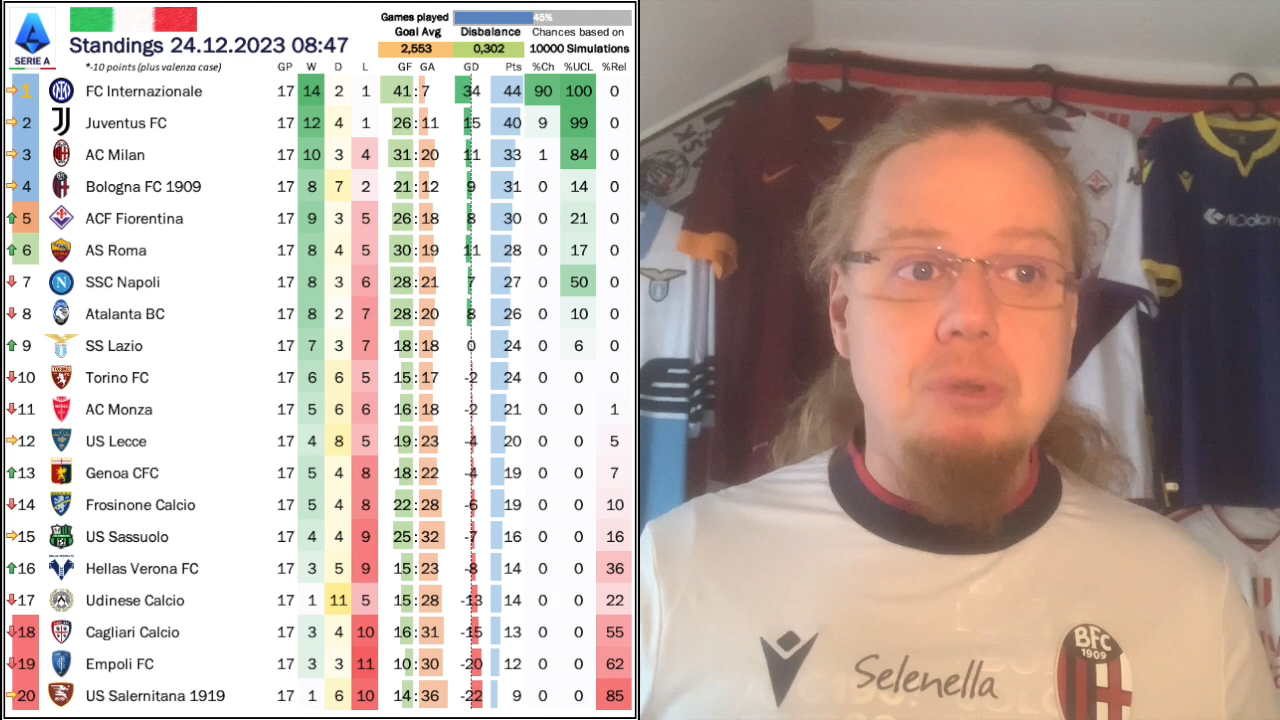 Games played 45%
Goal Avg Disbalance Chances based on
Standings 24.12.2023 08:47 2,553 0,302 10000 Simulations
SERIE A *-10 points (plus valenza case) GP W D L GF GA GD Pts %Ch %UCL %Rel
1 FC Internazionale 17 14 2 1 41:7 34 44 90 100 0
2 Juventus FC 17 12 4 1 26:11 15 40 9 99 0
3 AC Milan 17 10 3 4 31:20 11 33 1 84 0
4 Bologna FC 1909 17 8 7 2 21:12 9 31 0 14 0
5 ACF Fiorentina 17 9 3 5 26:18 8 30 0 21 0
6 AS Roma 17 8 4 5 30:19 11 28 0 17 0
7 SSC Napoli 17 8 3 6 28:21 7 27 0 50 0
8 Atalanta BC 17 8 2 7 28:20 8 26 0 10 0
9 SS Lazio 17 7 3 7 18:18 0 24 0 6 0
10 Torino FC 17 6 6 5 15:17 -2 24 0 0 0
11 AC Monza 17 5 6 6 16:18 -2 21 0 0 1
12 US Lecce 17 4 8 5 19:23 -4 20 0 0 5
13 Genoa CFC 17 5 4 8 18:22 -4 19 0 0 7
14 Frosinone Calcio 17 5 4 8 22:28 -6 19 0 0 10
15 US Sassuolo 17 4 4 9 25:32 -7 16 0 0 16
16 Hellas Verona FC 17 3 5 9 15:23 -8 14 0 0 36
17 Udinese Calcio 17 1 11 5 15:28 -13 14 0 0 22
18 Cagliari Calcio 17 3 4 10 16:31 -15 13 0 0 55
19 Empoli FC 17 3 3 11 10:30 -20 12 0 0 62
20 US Salernitana 1919 17 1 6 10 14:36 -22 9 0 0 85
BFC
1909
Selenella